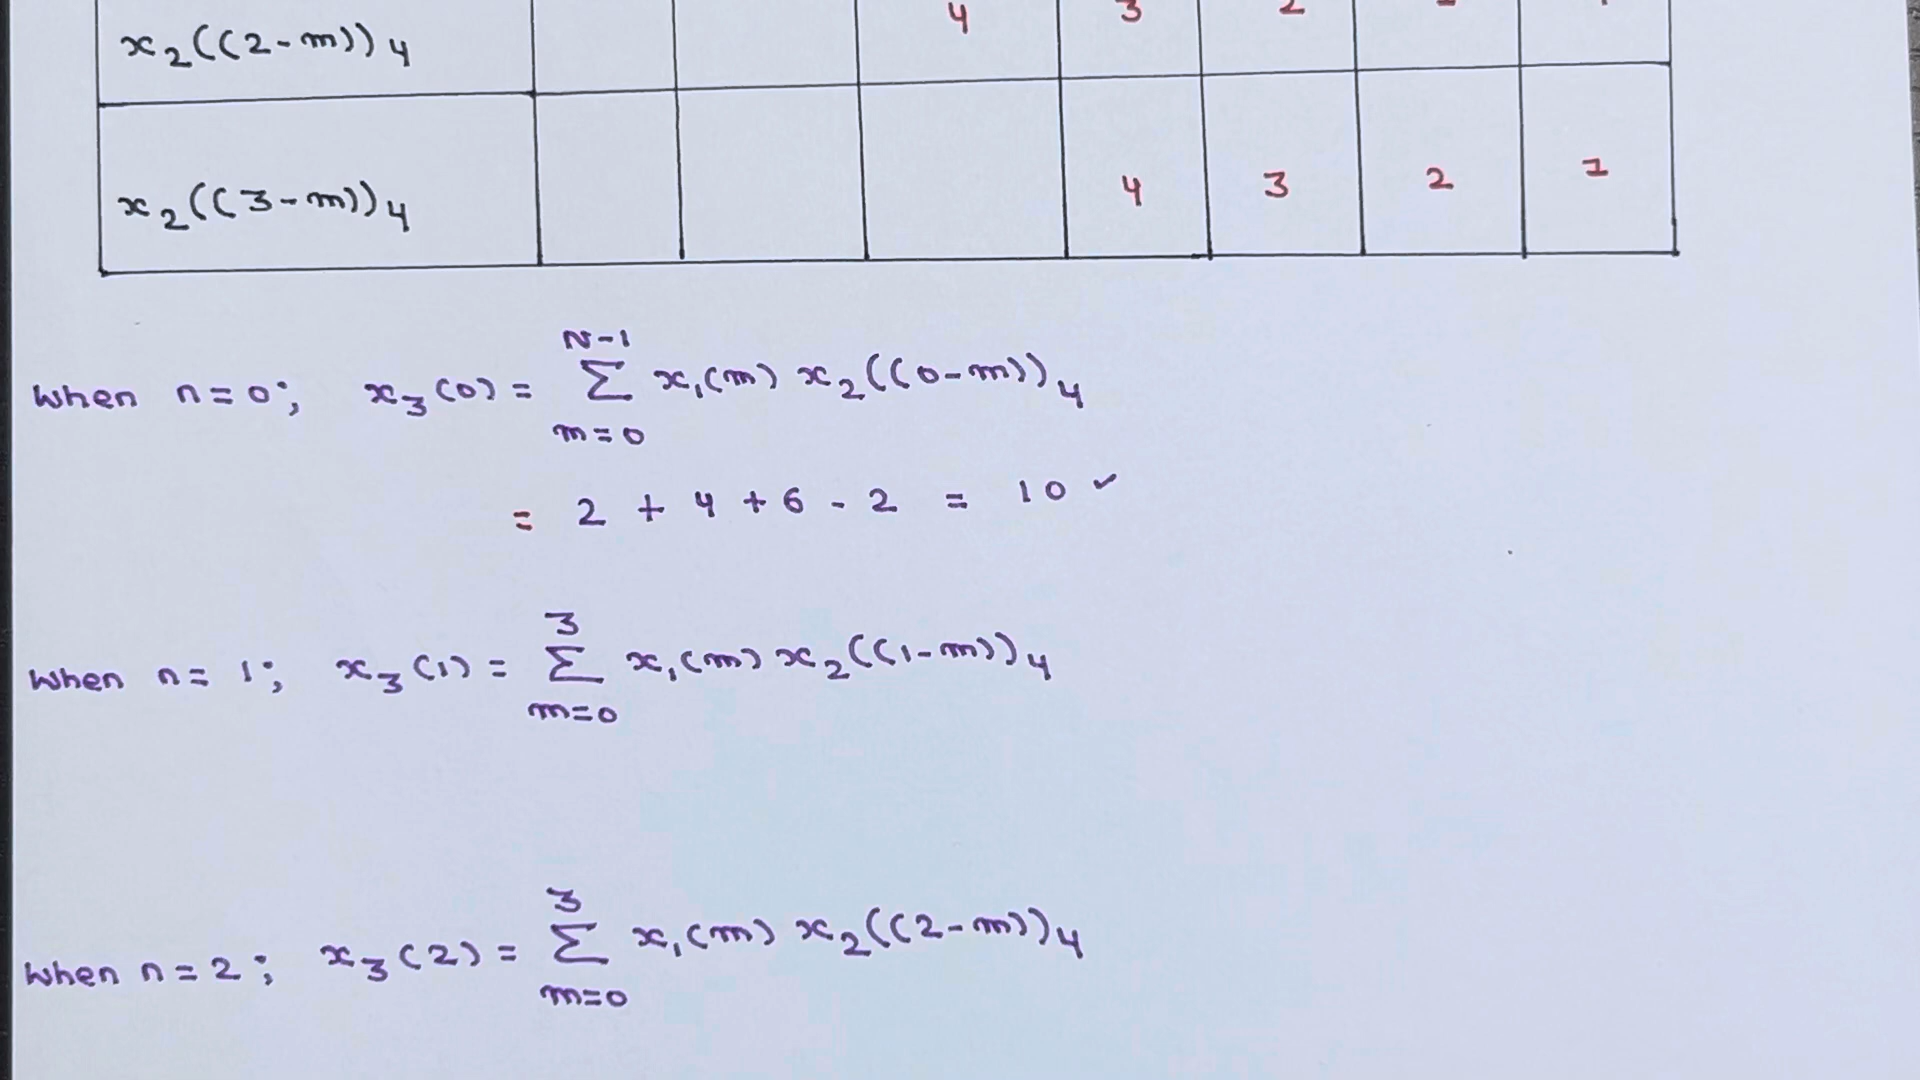 x₂((2-m))₄ 4 3 2
x₂((3-m))₄ 4 3 2 1
N-1
When n=0; x₃(0) = Σ x₁(m) x₂((0-m))₄
m=0
= 2 + 4 + 6 - 2 = 10 ✓
3
When n= 1; x₃(1) = Σ x₁(m) x₂((1-m))₄
m=0
3
When n=2; x₃(2) = Σ x₁(m) x₂((2-m))₄
m=0